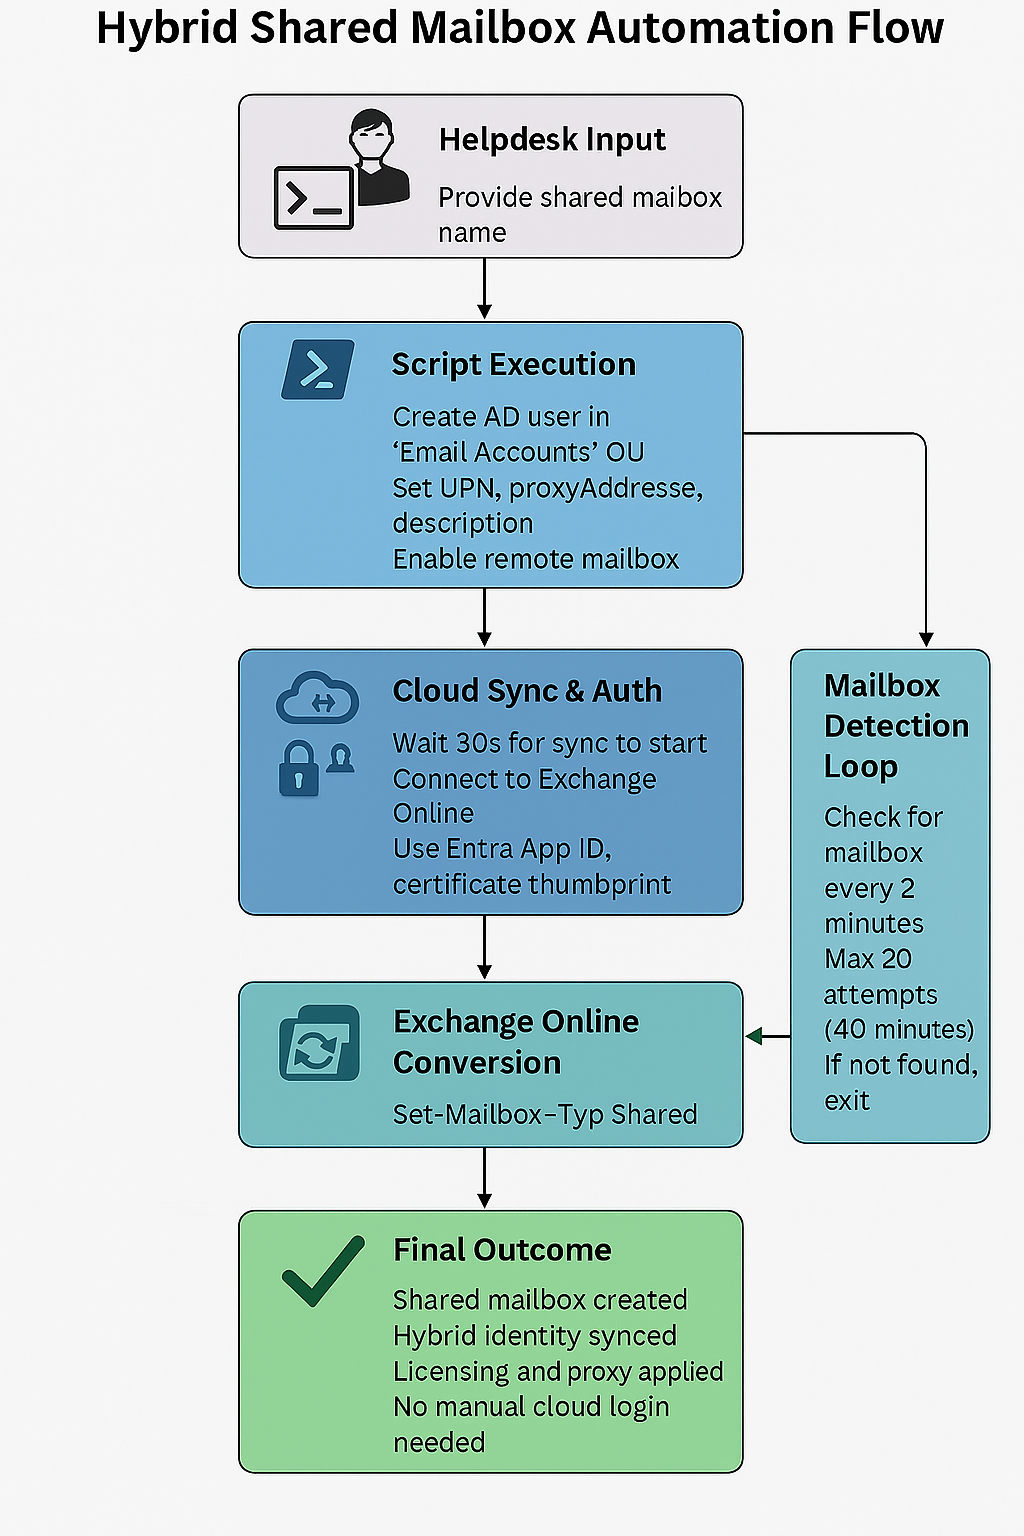 Hybrid Shared Mailbox Automation Flow
Helpdesk Input
Provide shared maibox
name
Script Execution
Create AD user in
‘Email Accounts’ OU
Set UPN, proxyAddresse,
description
Enable remote mailbox
Cloud Sync & Auth
Wait 30s for sync to start
Connect to Exchange
Online
Use Entra App ID,
certificate thumbprint
Mailbox
Detection
Loop
Check for
mailbox
every 2
minutes
Max 20
attempts
(40 minutes)
If not found,
exit
Exchange Online
Conversion
Set-Mailbox–Typ Shared
Final Outcome
Shared mailbox created
Hybrid identity synced
Licensing and proxy applied
No manual cloud login
needed